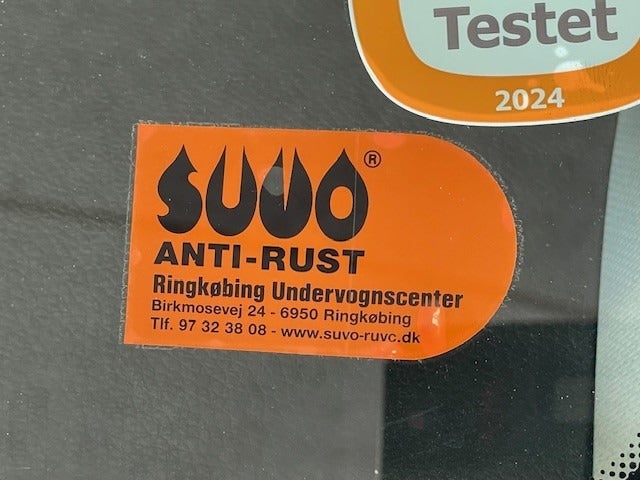 Testet
2024
SUVO®
ANTI-RUST
Ringkøbing Undervognscenter
Birkmosevej 24 - 6950 Ringkøbing
Tlf. 97 32 38 08 - www.suvo-ruvc.dk